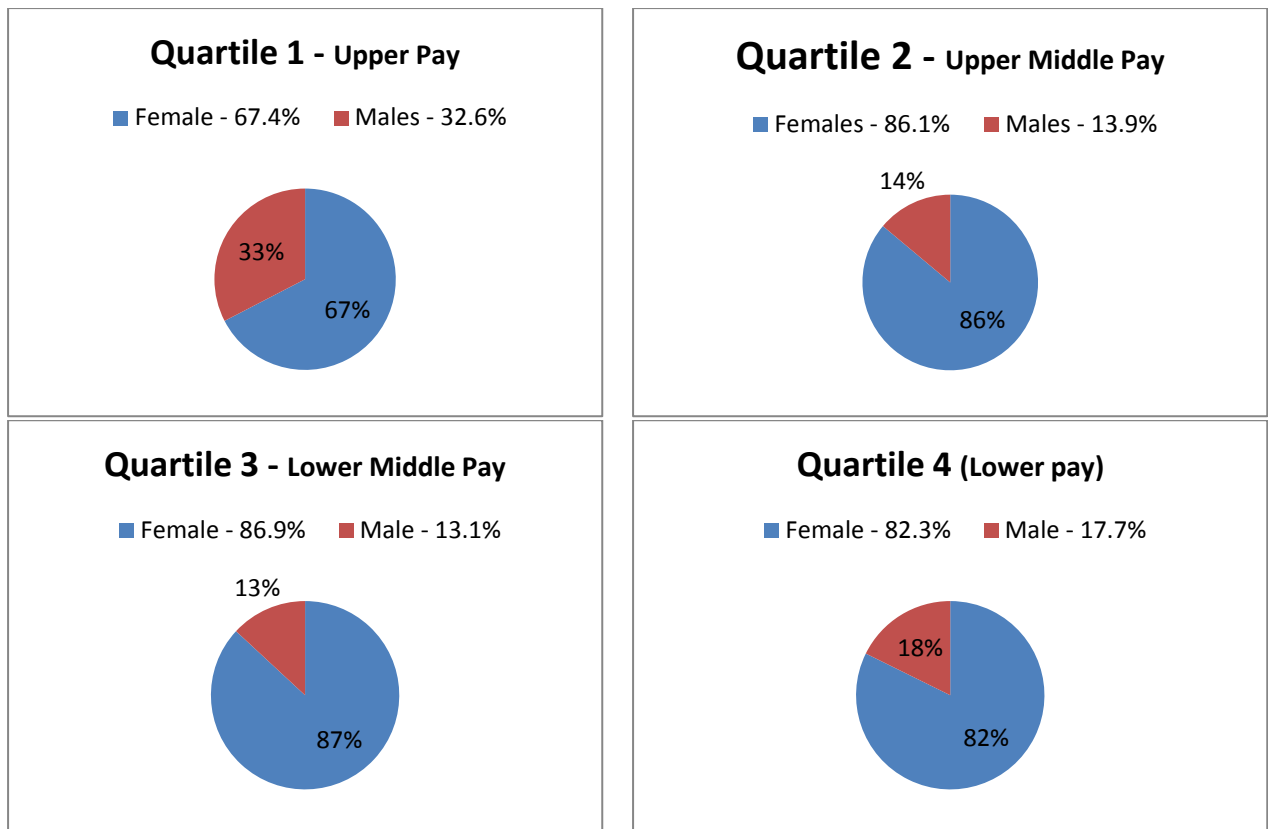 Quartile 1 - Upper Pay
Female - 67.4% Males - 32.6%
33%
67%
Quartile 2 - Upper Middle Pay
Females - 86.1% Males - 13.9%
14%
86%
Quartile 3 - Lower Middle Pay
Female - 86.9% Male - 13.1%
13%
87%
Quartile 4 (Lower pay)
Female - 82.3% Male - 17.7%
18%
82%